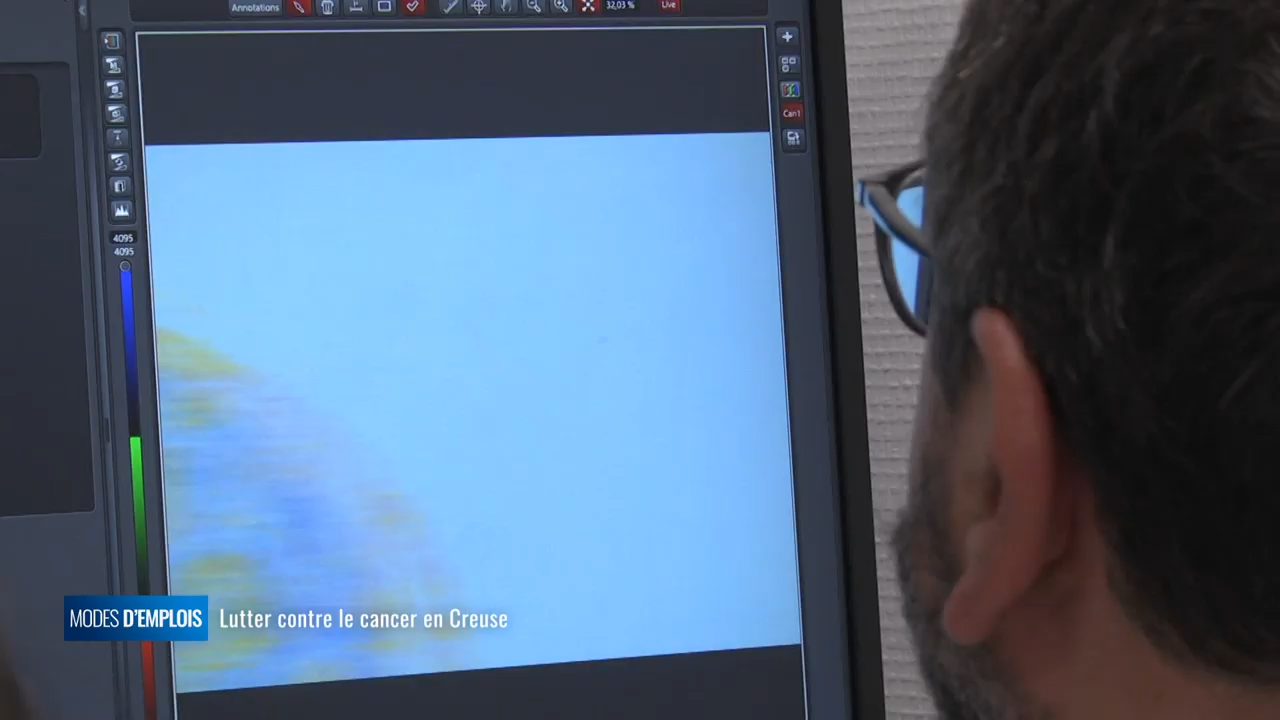 Annotations
32,03 %
Live
Can1
4095
4095
MODES D'EMPLOIS
Lutter contre le cancer en Creuse